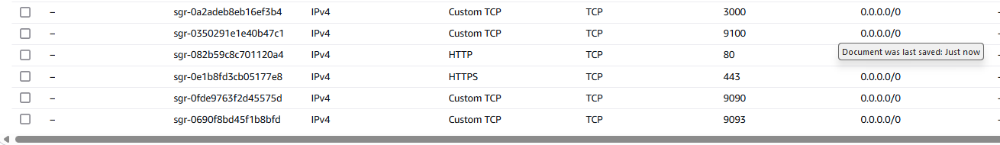 – sgr-0a2adeb8eb16ef3b4 IPv4 Custom TCP TCP 3000 0.0.0.0/0 –
– sgr-0350291e1e40b47c1 IPv4 Custom TCP TCP 9100 0.0.0.0/0 –
Document was last saved: Just now
– sgr-082b59c8c701120a4 IPv4 HTTP TCP 80
– sgr-0e1b8fd3cb05177e8 IPv4 HTTPS TCP 443 0.0.0.0/0 –
– sgr-0fde9763f2d45575d IPv4 Custom TCP TCP 9090 0.0.0.0/0 –
– sgr-0690f8bd45f1b8bfd IPv4 Custom TCP TCP 9093 0.0.0.0/0 –